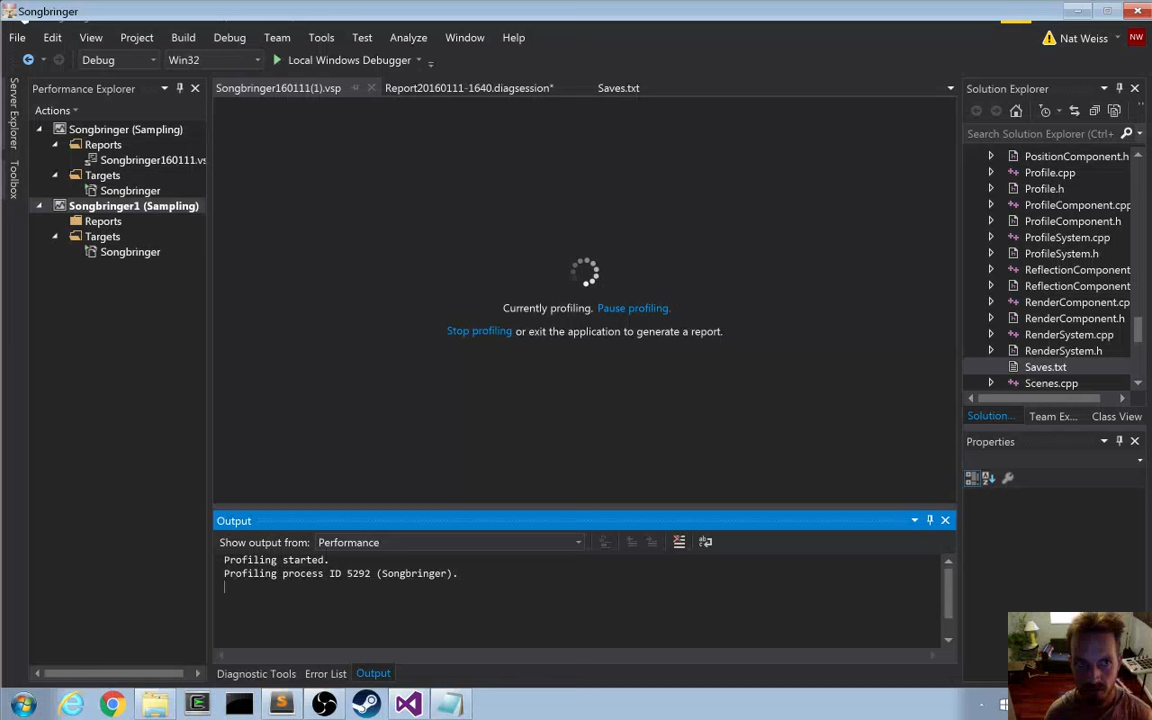 Songbringer
File Edit View Project Build Debug Team Tools Test Analyze Window Help
Nat Weiss NW
Debug Win32 Local Windows Debugger
Server Explorer
Toolbox
Performance Explorer
Actions
Songbringer (Sampling)
Reports
Songbringer160111.vs
Targets
Songbringer
Songbringer1 (Sampling)
Reports
Targets
Songbringer
Songbringer160111(1).vsp Report20160111-1640.diagsession* Saves.txt
Currently profiling. Pause profiling.
Stop profiling or exit the application to generate a report.
Output
Show output from: Performance
Profiling started.
Profiling process ID 5292 (Songbringer).
Diagnostic Tools Error List Output
Solution Explorer
Search Solution Explorer (Ctrl+
PositionComponent.h
Profile.cpp
Profile.h
ProfileComponent.cpp
ProfileComponent.h
ProfileSystem.cpp
ProfileSystem.h
ReflectionComponent
ReflectionComponent
RenderComponent.cp
RenderComponent.h
RenderSystem.cpp
RenderSystem.h
Saves.txt
Scenes.cpp
Solution... Team Ex... Class View
Properties